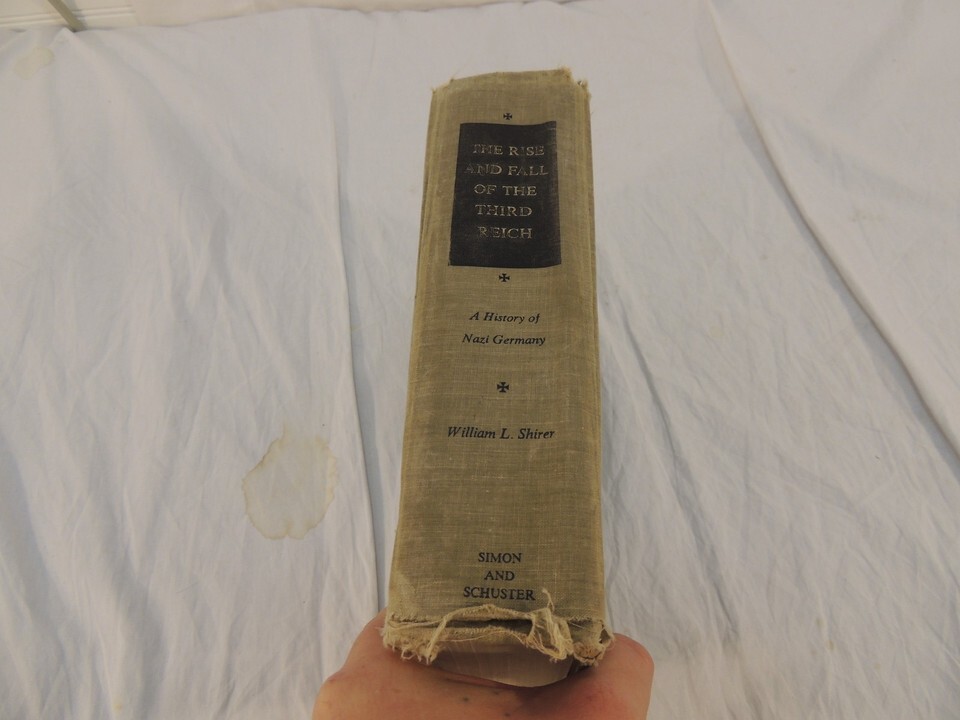 THE RISE
AND FALL
OF THE
THIRD
REICH
A History of
Nazi Germany
William L. Shirer
SIMON
AND
SCHUSTER